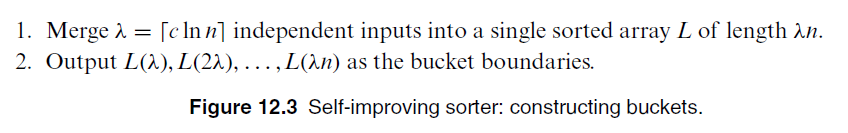 1. Merge λ = ⌈c ln n⌉ independent inputs into a single sorted array L of length λn.
2. Output L(λ), L(2λ), . . . , L(λn) as the bucket boundaries.
Figure 12.3 Self-improving sorter: constructing buckets.